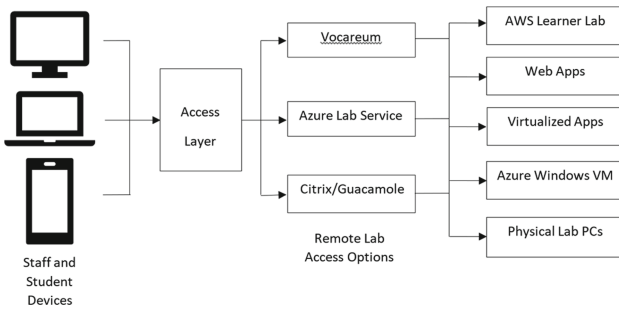 Staff and
Student
Devices
Access
Layer
Vocareum
Azure Lab Service
Citrix/Guacamole
Remote Lab
Access Options
AWS Learner Lab
Web Apps
Virtualized Apps
Azure Windows VM
Physical Lab PCs